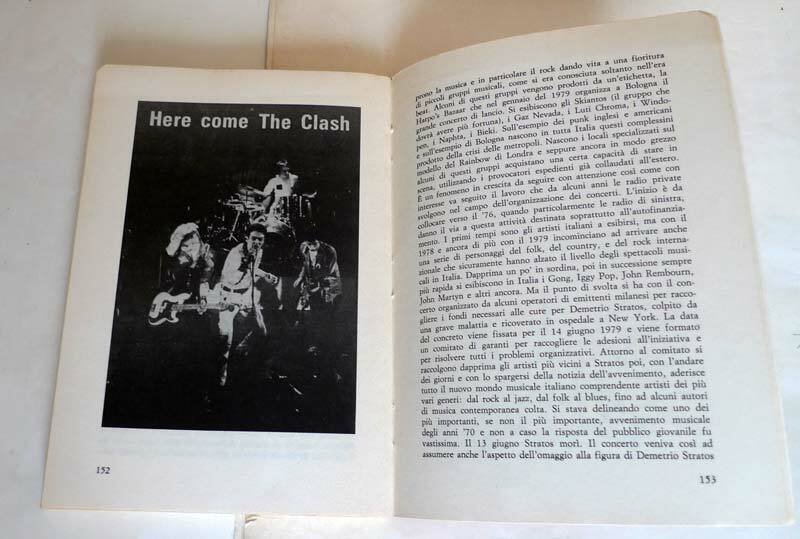 Here come The Clash
152
prono la musica e in particolare il rock dando vita a una fioritura
di piccoli gruppi musicali, come si era conosciuta soltanto nell'era
beat. Alcuni di questi gruppi vengono prodotti da un'etichetta, la
Harpo's Bazaar che nel gennaio del 1979 organizza a Bologna il
grande concerto di lancio. Si esibiscono gli Skiantos (il gruppo che
dovrà avere più fortuna), i Gaz Nevada, i Luti Chroma, i Windo-
pen, i Naphta, i Bieki. Sull'esempio dei punk inglesi e americani
e sull'esempio di Bologna nascono in tutta Italia questi complessini
prodotto della crisi delle metropoli. Nascono i locali specializzati sul
modello del Rainbow di Londra e seppure ancora in modo grezzo
alcuni di questi gruppi acquistano una certa capacità di stare in
scena, utilizzando i provocatori espedienti già collaudati all'estero.
È un fenomeno in crescita da seguire con attenzione così come con
interesse va seguito il lavoro che da alcuni anni le radio private
svolgono nel campo dell'organizzazione dei concerti. L'inizio è da
collocare verso il '76, quando particolarmente le radio di sinistra,
danno il via a questa attività destinata soprattutto all'autofinanzia-
mento. I primi tempi sono gli artisti italiani a esibirsi, ma con il
1978 e ancora di più con il 1979 incominciano ad arrivare anche
una serie di personaggi del folk, del country, e del rock interna-
zionale che sicuramente hanno alzato il livello degli spettacoli musi-
cali in Italia. Dapprima un po' in sordina, poi in successione sempre
più rapida si esibiscono in Italia i Gong, Iggy Pop, John Rembourn,
John Martyn e altri ancora. Ma il punto di svolta si ha con il con-
certo organizzato da alcuni operatori di emittenti milanesi per racco-
gliere i fondi necessari alle cure per Demetrio Stratos, colpito da
una grave malattia e ricoverato in ospedale a New York. La data
del concreto viene fissata per il 14 giugno 1979 e viene formato
un comitato di garanti per raccogliere le adesioni all'iniziativa e
per risolvere tutti i problemi organizzativi. Attorno al comitato si
raccolgono dapprima gli artisti più vicini a Stratos poi, con l'andare
dei giorni e con lo spargersi della notizia dell'avvenimento, aderisce
tutto il nuovo mondo musicale italiano comprendente artisti dei più
vari generi: dal rock al jazz, dal folk al blues, fino ad alcuni autori
di musica contemporanea colta. Si stava delineando come uno dei
più importanti, se non il più importante, avvenimento musicale
degli anni '70 e non a caso la risposta del pubblico giovanile fu
vastissima. Il 13 giugno Stratos morì. Il concerto veniva così ad
assumere anche l'aspetto dell'omaggio alla figura di Demetrio Stratos
153